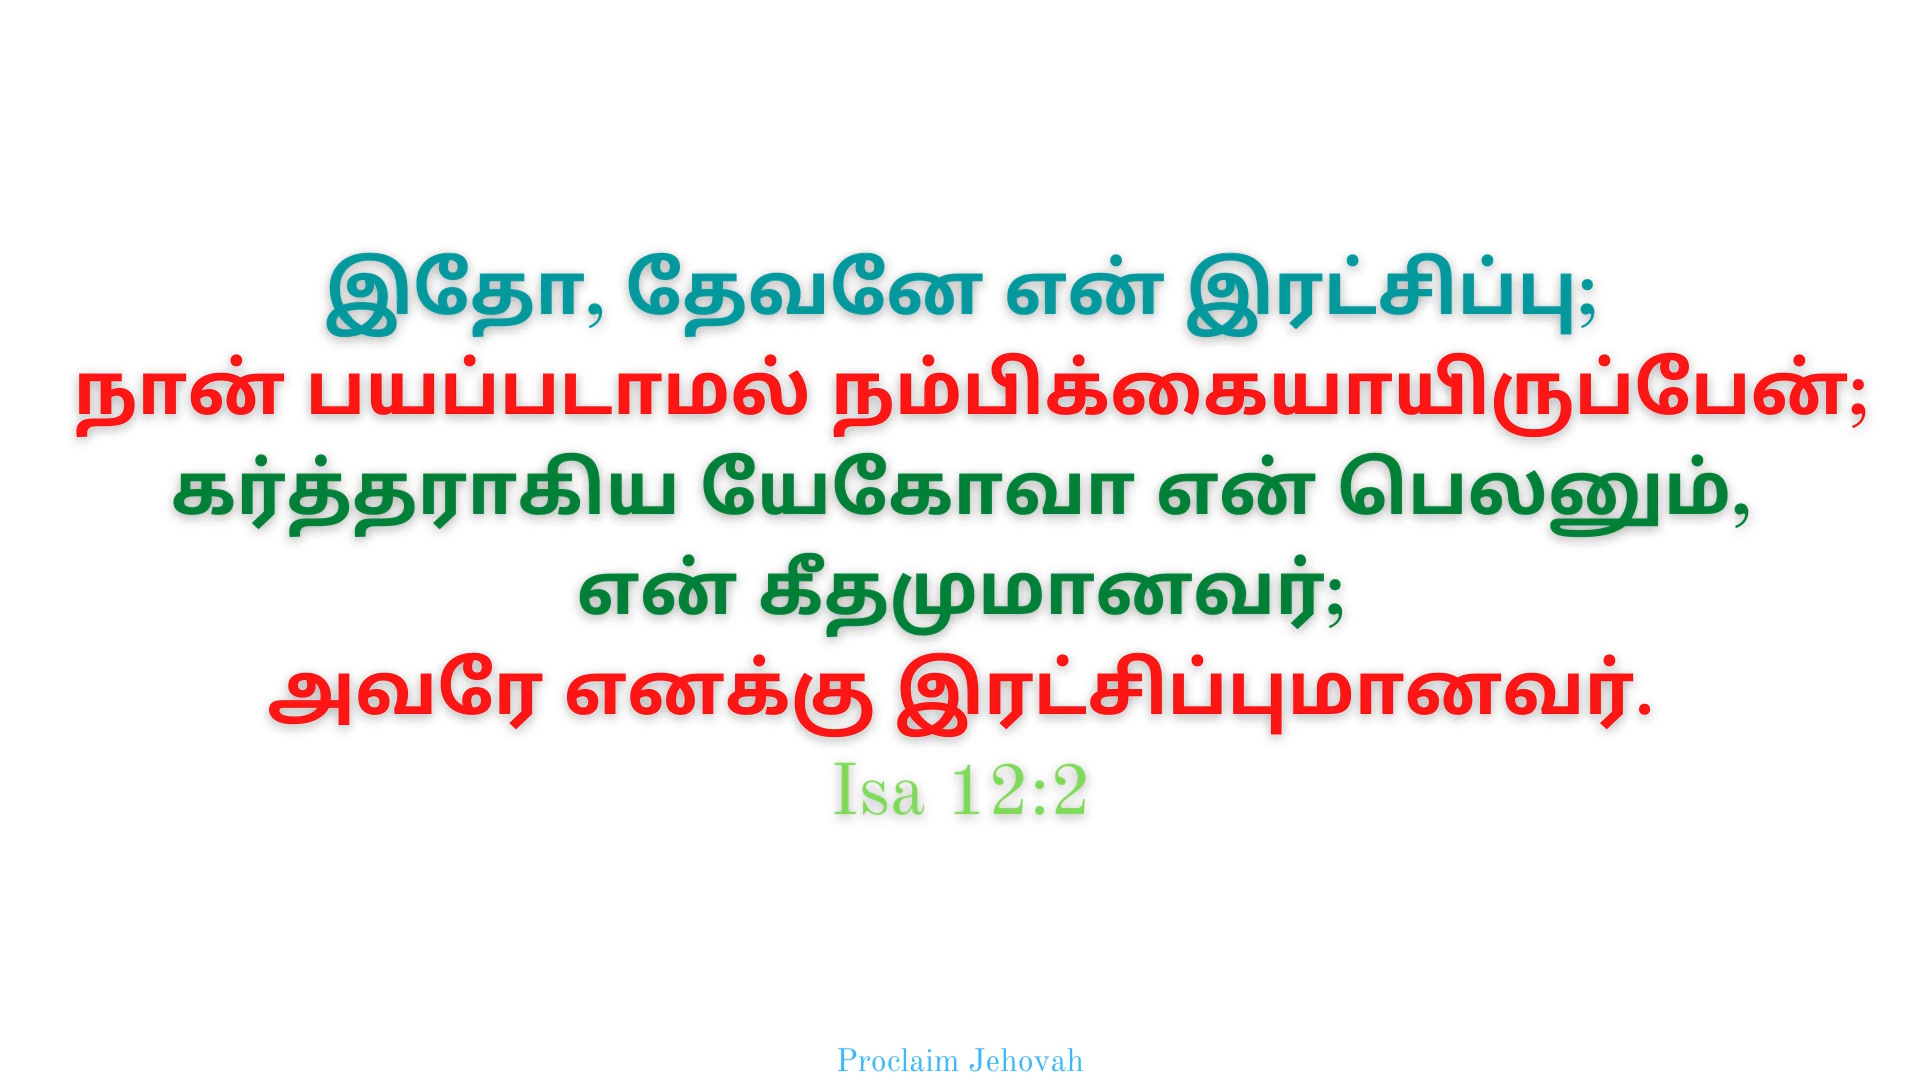 இதோ, தேவனே என் இரட்சிப்பு;
நான் பயப்படாமல் நம்பிக்கையாயிருப்பேன்;
கர்த்தராகிய யேகோவா என் பெலனும்,
என் கீதமுமானவர்;
அவரே எனக்கு இரட்சிப்புமானவர்.
Isa 12:2
Proclaim Jehovah